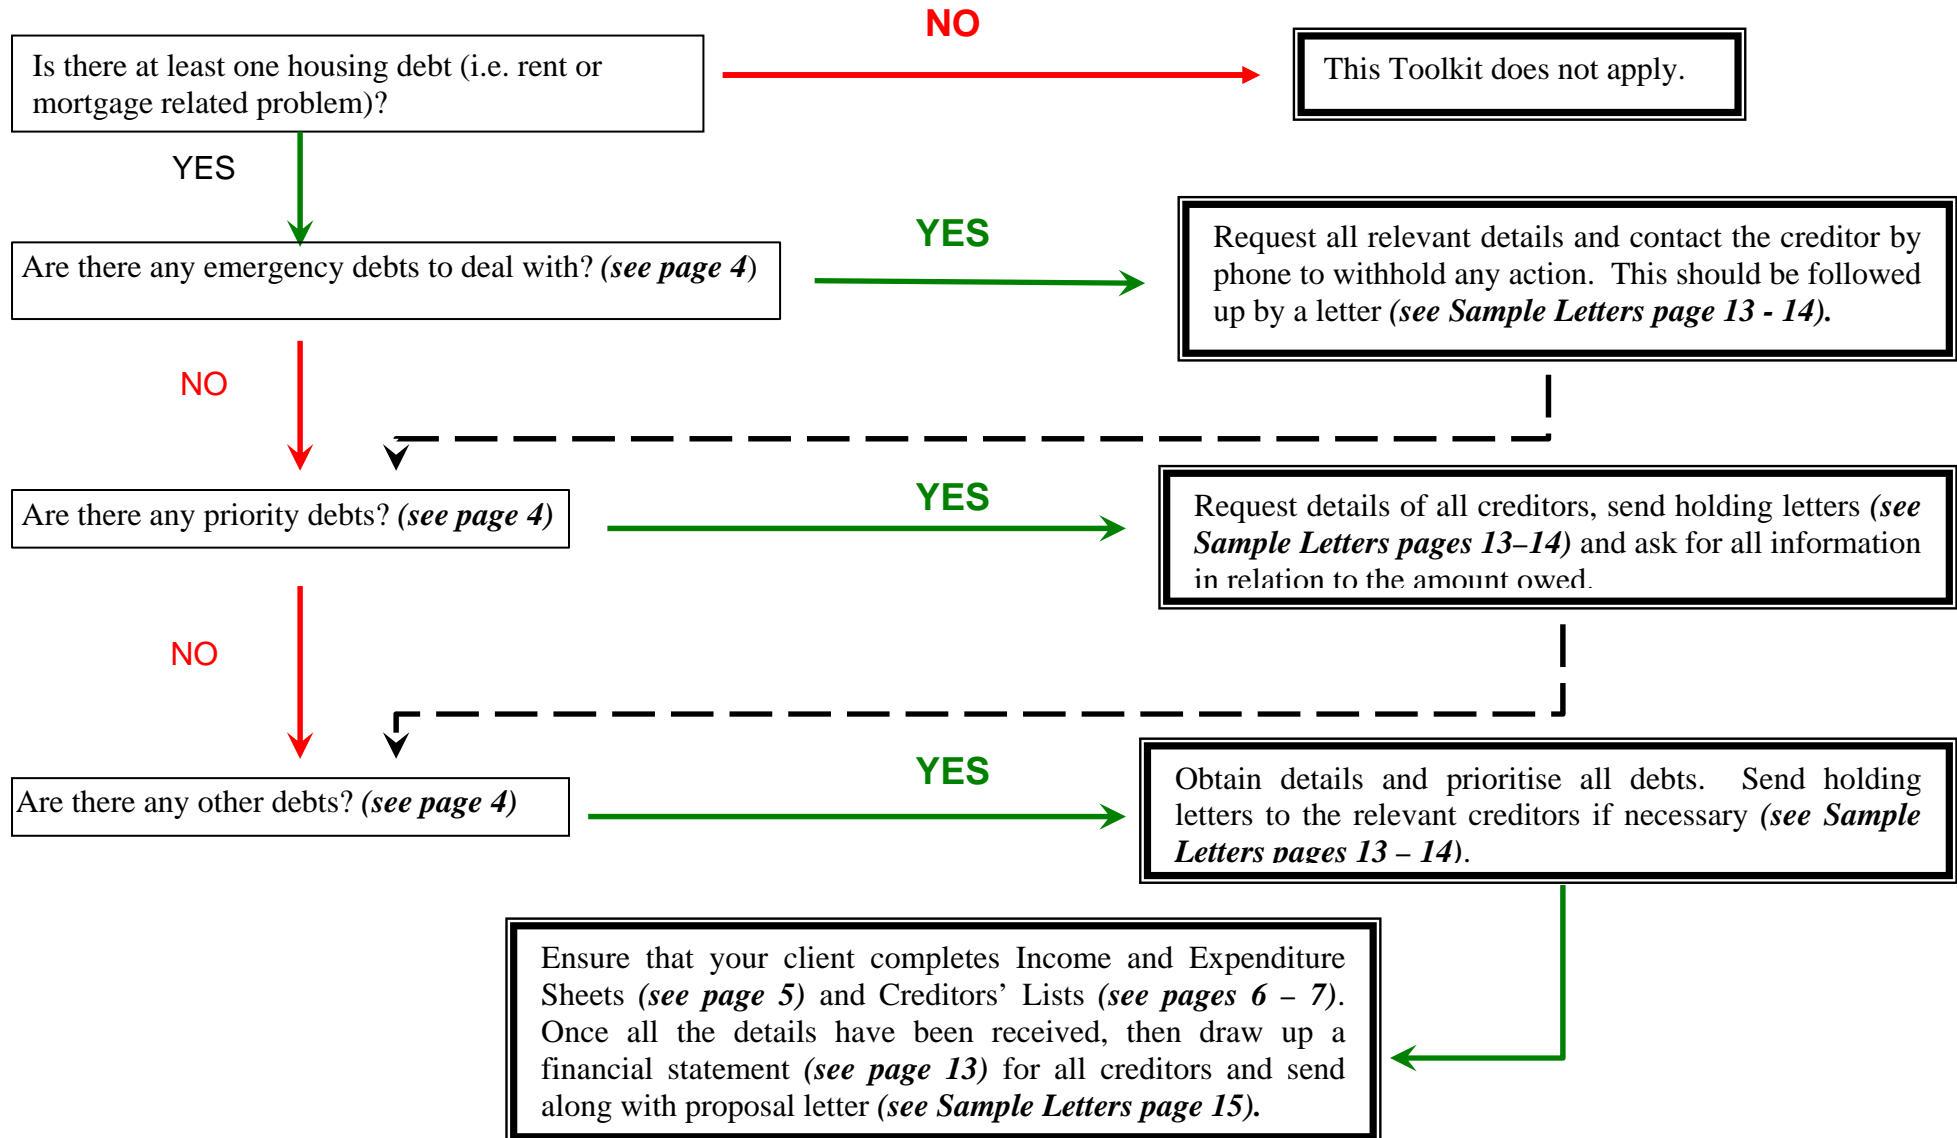 NO
Is there at least one housing debt (i.e. rent or
mortgage related problem)?
This Toolkit does not apply.
YES
YES
Are there any emergency debts to deal with? (see page 4)
Request all relevant details and contact the creditor by
phone to withhold any action. This should be followed
up by a letter (see Sample Letters page 13 - 14).
NO
YES
Are there any priority debts? (see page 4)
Request details of all creditors, send holding letters (see
Sample Letters pages 13–14) and ask for all information
in relation to the amount owed.
NO
YES
Are there any other debts? (see page 4)
Obtain details and prioritise all debts. Send holding
letters to the relevant creditors if necessary (see Sample
Letters pages 13 – 14).
Ensure that your client completes Income and Expenditure
Sheets (see page 5) and Creditors' Lists (see pages 6 – 7).
Once all the details have been received, then draw up a
financial statement (see page 13) for all creditors and send
along with proposal letter (see Sample Letters page 15).